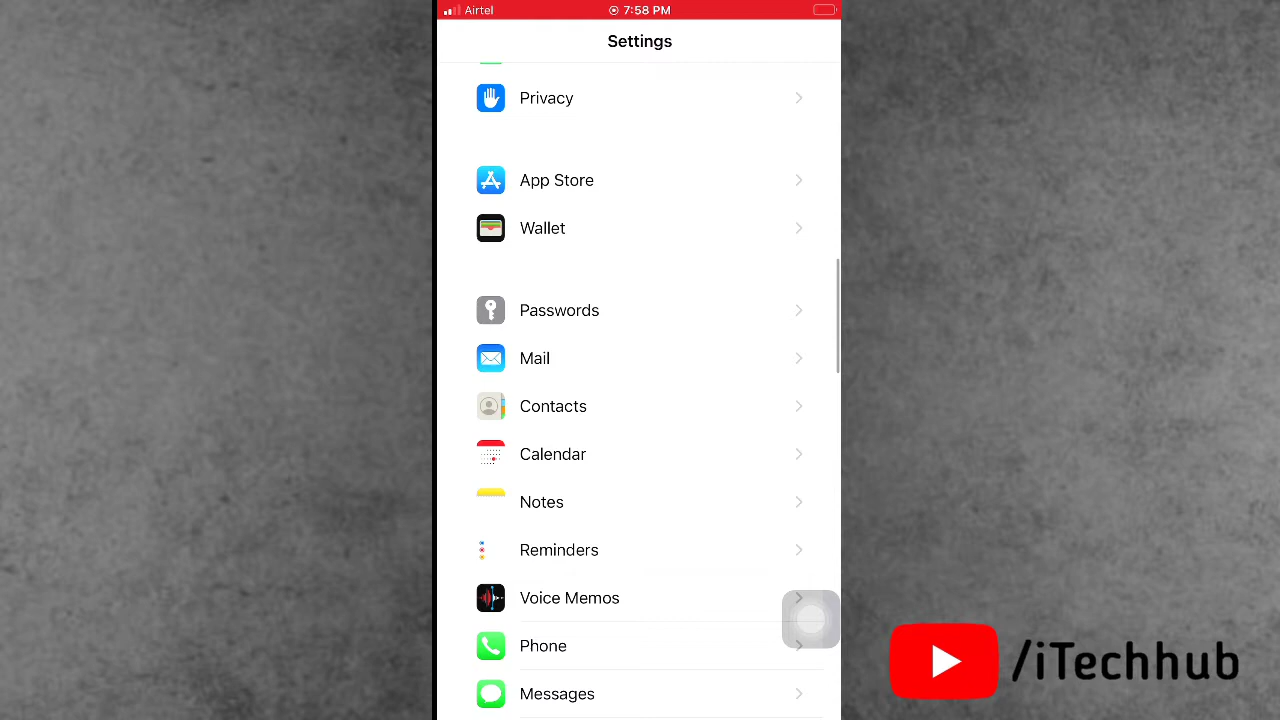 Airtel 7:58 PM
Settings
Privacy
App Store
Wallet
Passwords
Mail
Contacts
Calendar
Notes
Reminders
Voice Memos
Phone
Messages
/iTechhub